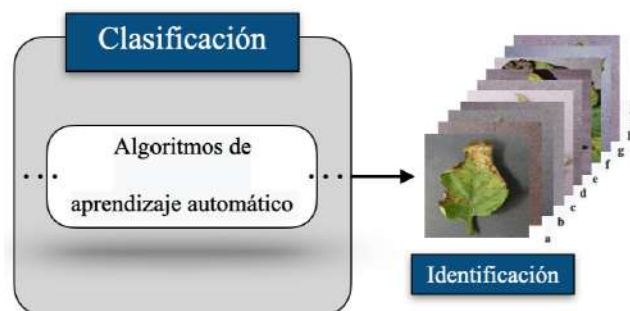 Clasificación
Algoritmos de
aprendizaje automático
Identificación
a
b
c
d
e
f
g